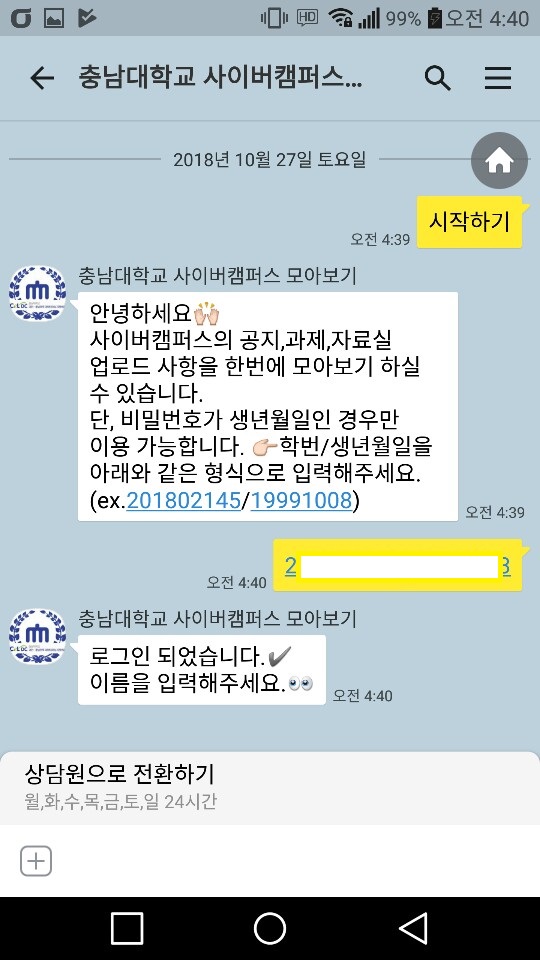 HD 99% 오전 4:40
충남대학교 사이버캠퍼스...
2018년 10월 27일 토요일
시작하기
오전 4:39
충남대학교 사이버캠퍼스 모아보기
안녕하세요🙌
사이버캠퍼스의 공지,과제,자료실
업로드 사항을 한번에 모아보기 하실
수 있습니다.
단, 비밀번호가 생년월일인 경우만
이용 가능합니다. 👉학번/생년월일을
아래와 같은 형식으로 입력해주세요.
(ex.201802145/19991008)
오전 4:39
2 3
오전 4:40
충남대학교 사이버캠퍼스 모아보기
로그인 되었습니다.✔
이름을 입력해주세요.👀
오전 4:40
상담원으로 전환하기
월,화,수,목,금,토,일 24시간